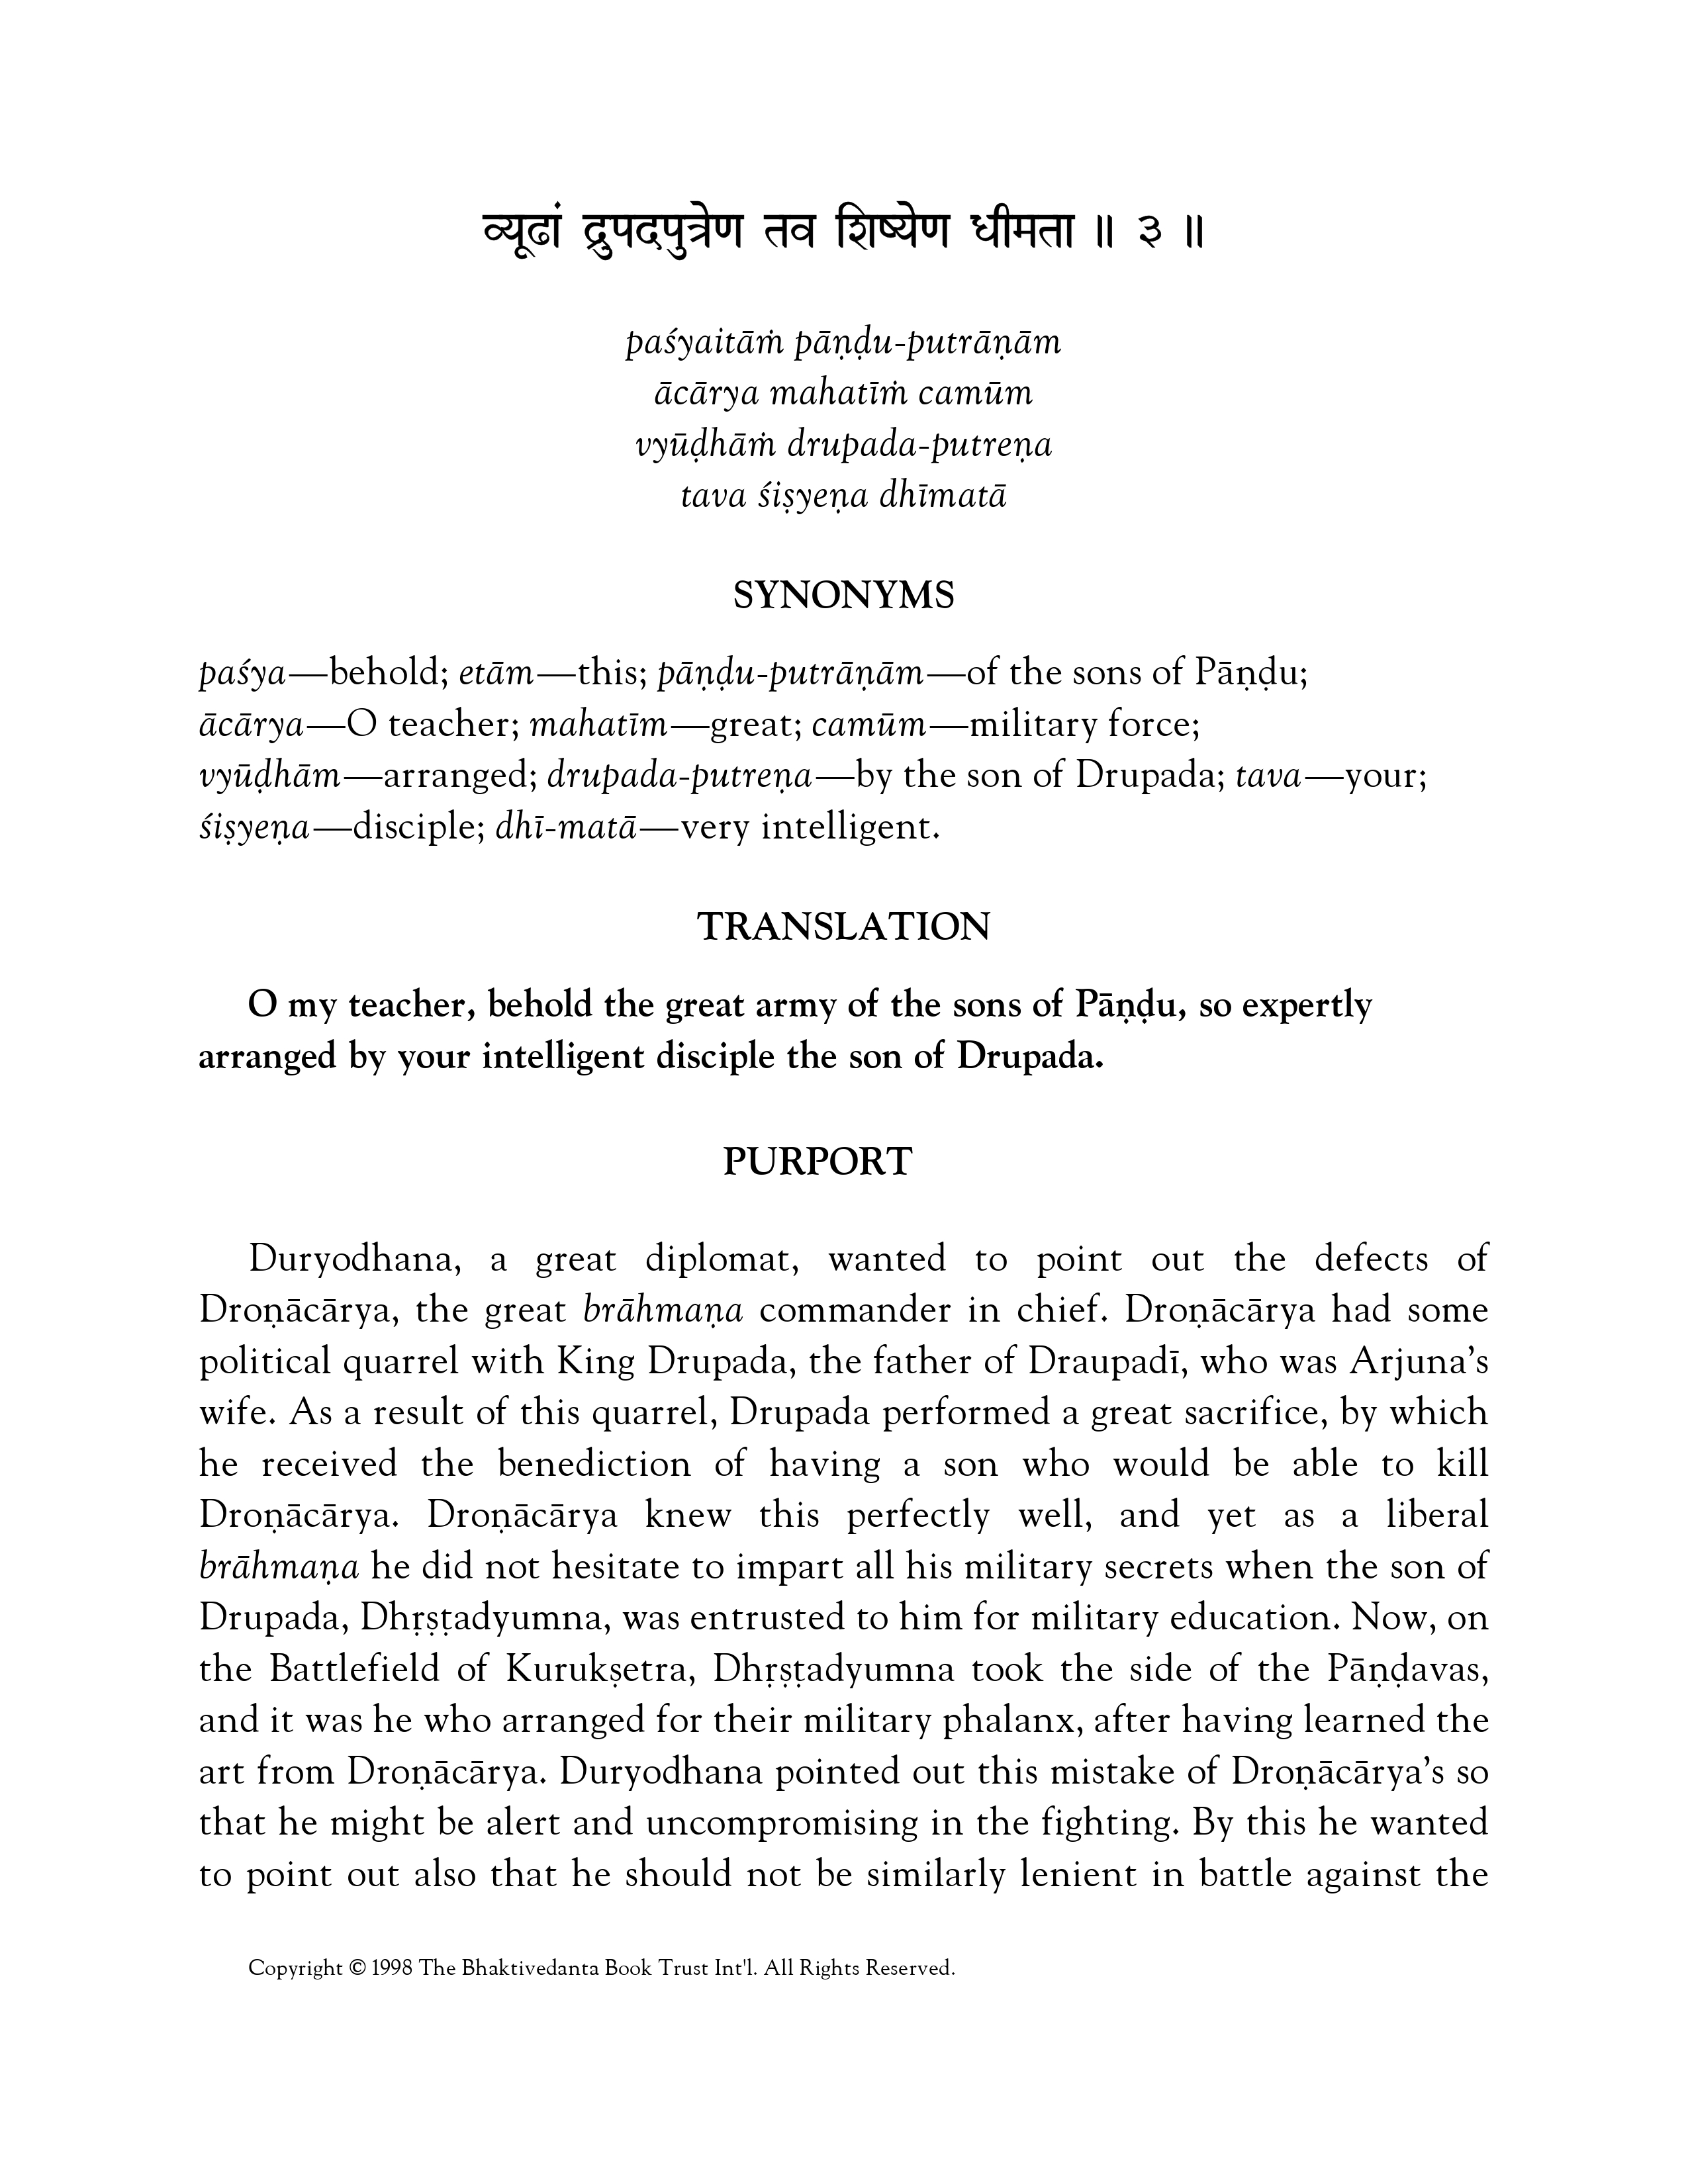 व्यूढां द्रुपदपुत्रेण तव शिष्येण धीमता ॥ ३ ॥
paśyaitāṁ pāṇḍu-putrāṇām
ācārya mahatīṁ camūm
vyūḍhāṁ drupada-putreṇa
tava śiṣyeṇa dhīmatā
SYNONYMS
paśya—behold; etām—this; pāṇḍu-putrāṇām—of the sons of Pāṇḍu;
ācārya—O teacher; mahatīm—great; camūm—military force;
vyūḍhām—arranged; drupada-putreṇa—by the son of Drupada; tava—your;
śiṣyeṇa—disciple; dhī-matā—very intelligent.
TRANSLATION
O my teacher, behold the great army of the sons of Pāṇḍu, so expertly
arranged by your intelligent disciple the son of Drupada.
PURPORT
Duryodhana, a great diplomat, wanted to point out the defects of
Droṇācārya, the great brāhmaṇa commander in chief. Droṇācārya had some
political quarrel with King Drupada, the father of Draupadī, who was Arjuna’s
wife. As a result of this quarrel, Drupada performed a great sacrifice, by which
he received the benediction of having a son who would be able to kill
Droṇācārya. Droṇācārya knew this perfectly well, and yet as a liberal
brāhmaṇa he did not hesitate to impart all his military secrets when the son of
Drupada, Dhṛṣṭadyumna, was entrusted to him for military education. Now, on
the Battlefield of Kurukṣetra, Dhṛṣṭadyumna took the side of the Pāṇḍavas,
and it was he who arranged for their military phalanx, after having learned the
art from Droṇācārya. Duryodhana pointed out this mistake of Droṇācārya’s so
that he might be alert and uncompromising in the fighting. By this he wanted
to point out also that he should not be similarly lenient in battle against the
Copyright © 1998 The Bhaktivedanta Book Trust Int'l. All Rights Reserved.